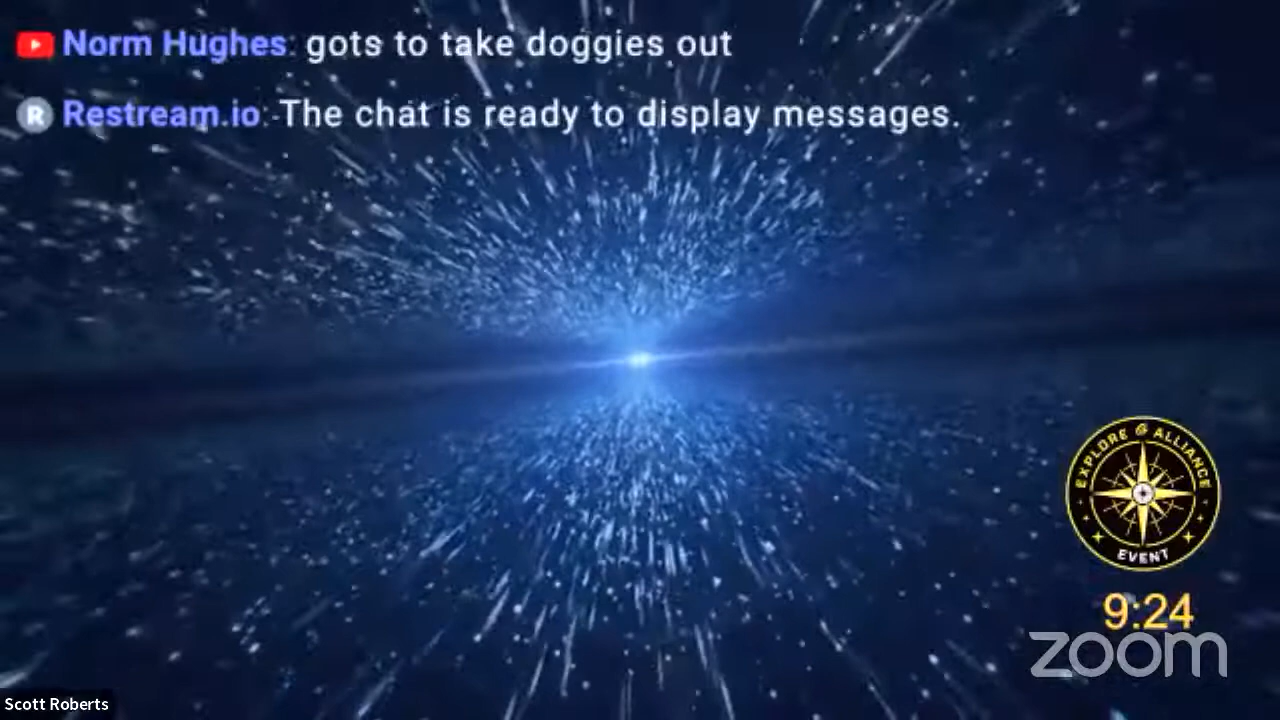 Norm Hughes: gots to take doggies out
R Restream.io: The chat is ready to display messages.
EXPLORE ALLIANCE
EVENT
9:24
zoom
Scott Roberts